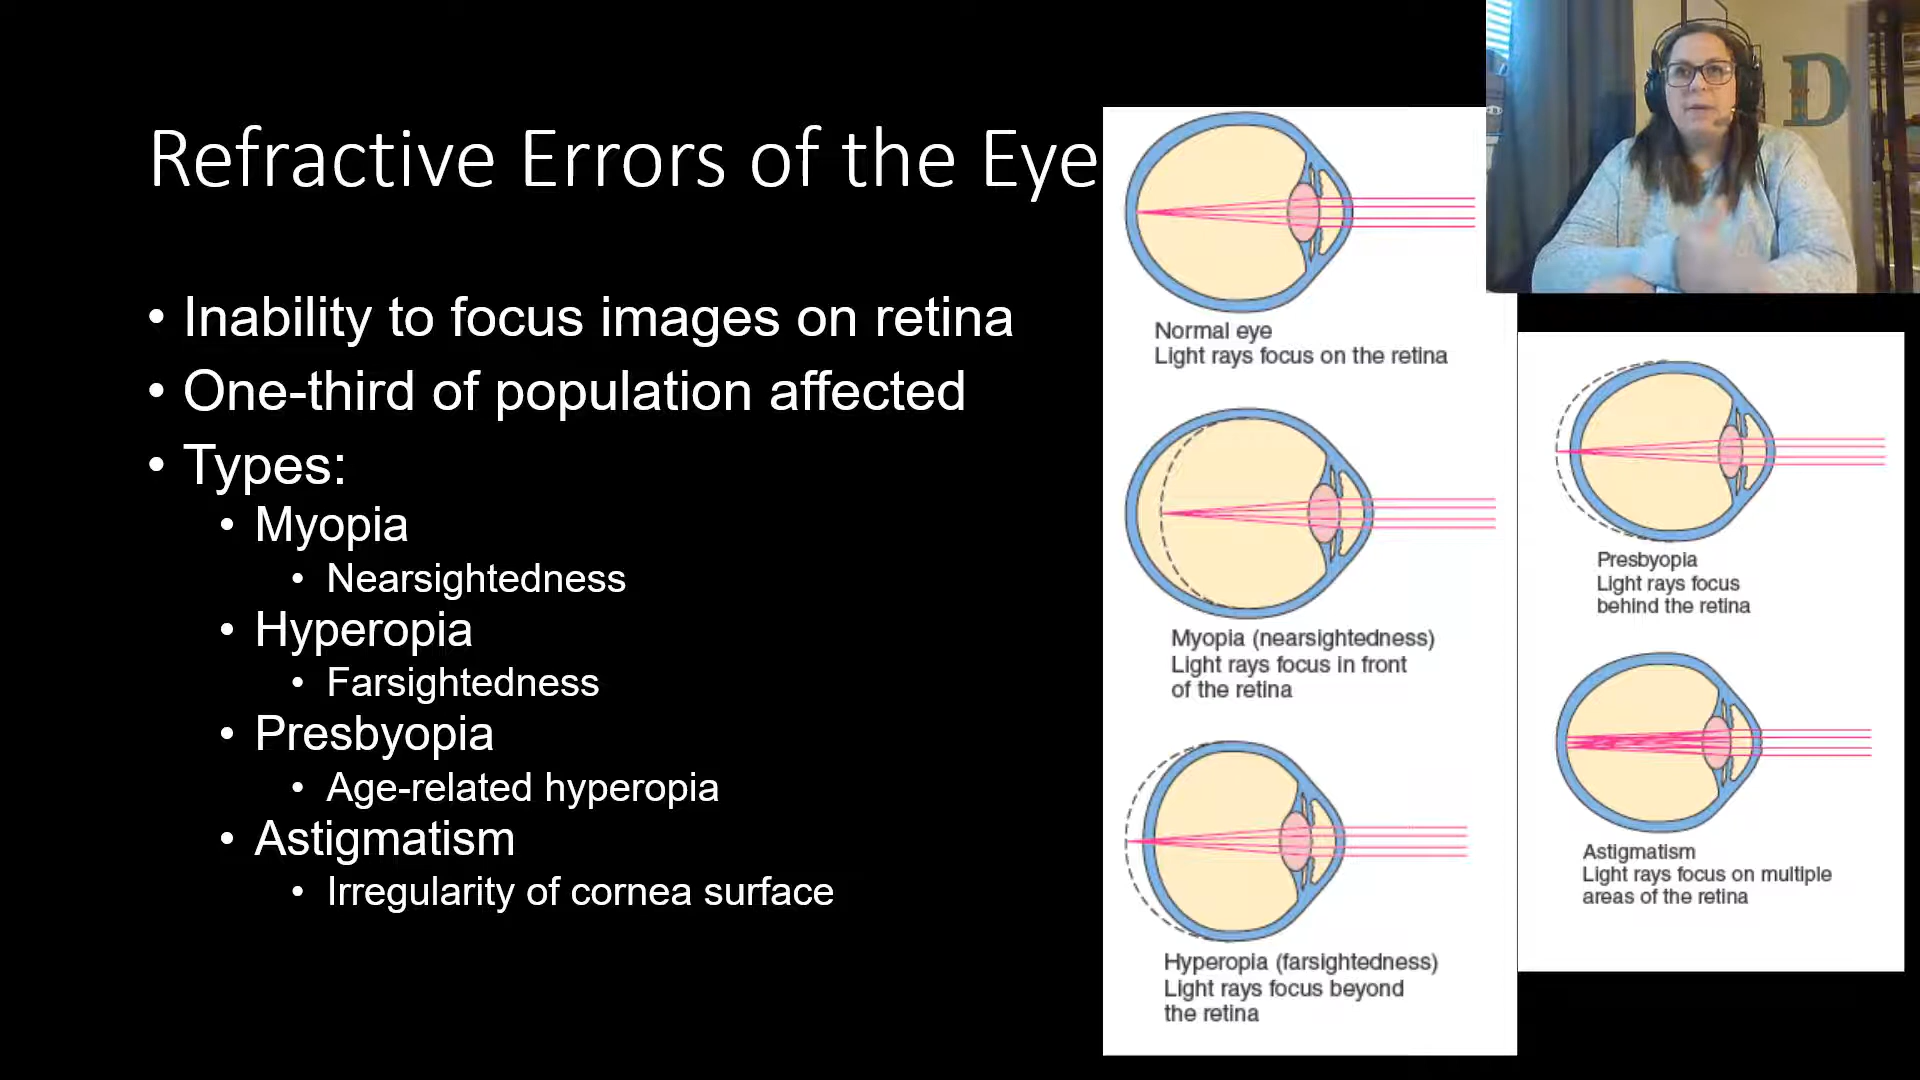 Refractive Errors of the Eye
• Inability to focus images on retina
• One-third of population affected
• Types:
• Myopia
• Nearsightedness
• Hyperopia
• Farsightedness
• Presbyopia
• Age-related hyperopia
• Astigmatism
• Irregularity of cornea surface
Normal eye
Light rays focus on the retina
Myopia (nearsightedness)
Light rays focus in front
of the retina
Hyperopia (farsightedness)
Light rays focus beyond
the retina
D
Presbyopia
Light rays focus
behind the retina
Astigmatism
Light rays focus on multiple
areas of the retina